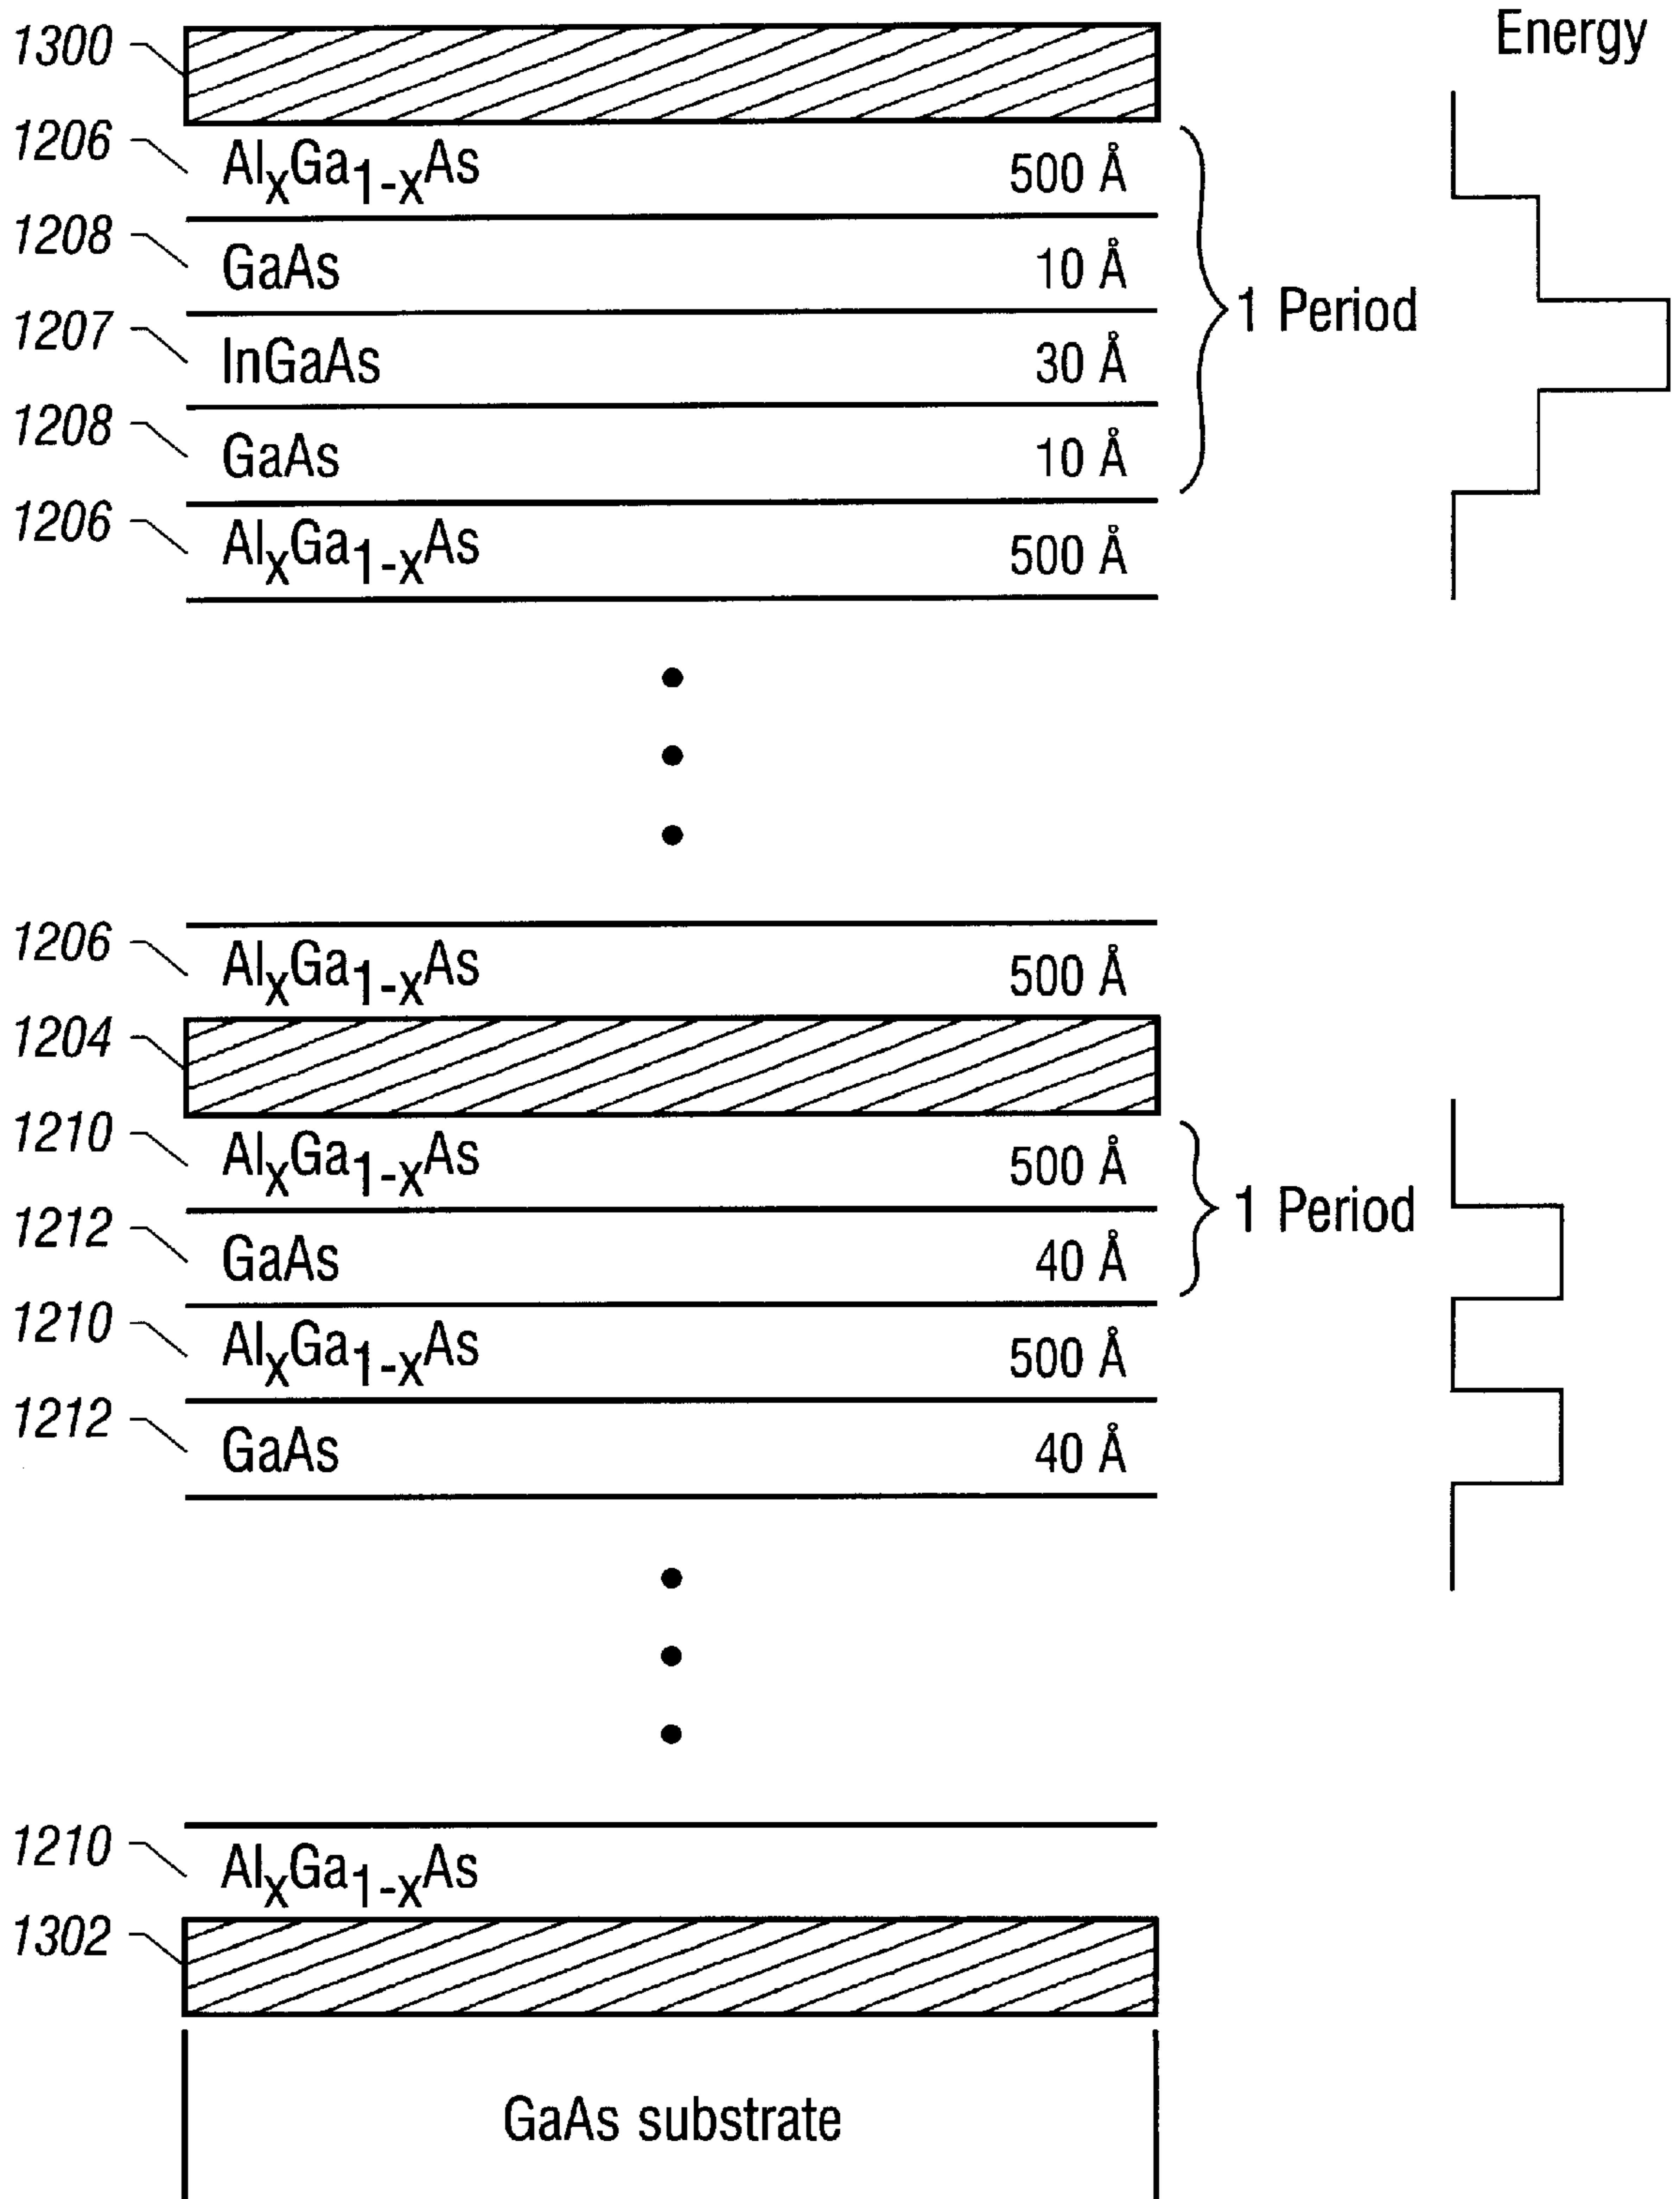 Energy
1300
1206 AlxGa1-xAs 500 Å
1208 GaAs 10 Å
1 Period
1207 InGaAs 30 Å
1208 GaAs 10 Å
1206 AlxGa1-xAs 500 Å
1206 AlxGa1-xAs 500 Å
1204
1210 AlxGa1-xAs 500 Å
1 Period
1212 GaAs 40 Å
1210 AlxGa1-xAs 500 Å
1212 GaAs 40 Å
1210 AlxGa1-xAs
1302
GaAs substrate